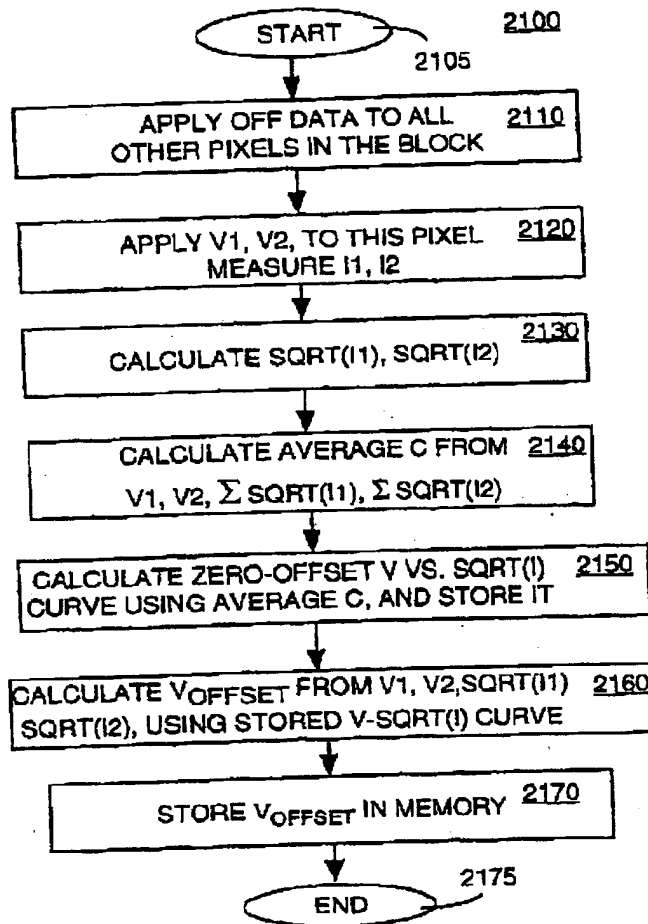 START
2100
2105
APPLY OFF DATA TO ALL 2110
OTHER PIXELS IN THE BLOCK
APPLY V1, V2, TO THIS PIXEL 2120
MEASURE I1, I2
2130
CALCULATE SQRT(I1), SQRT(I2)
CALCULATE AVERAGE C FROM 2140
V1, V2, Σ SQRT(I1), Σ SQRT(I2)
CALCULATE ZERO-OFFSET V VS. SQRT(I) 2150
CURVE USING AVERAGE C, AND STORE IT
CALCULATE VOFFSET FROM V1, V2,SQRT(I1) 2160
SQRT(I2), USING STORED V-SQRT(I) CURVE
STORE VOFFSET IN MEMORY 2170
2175
END